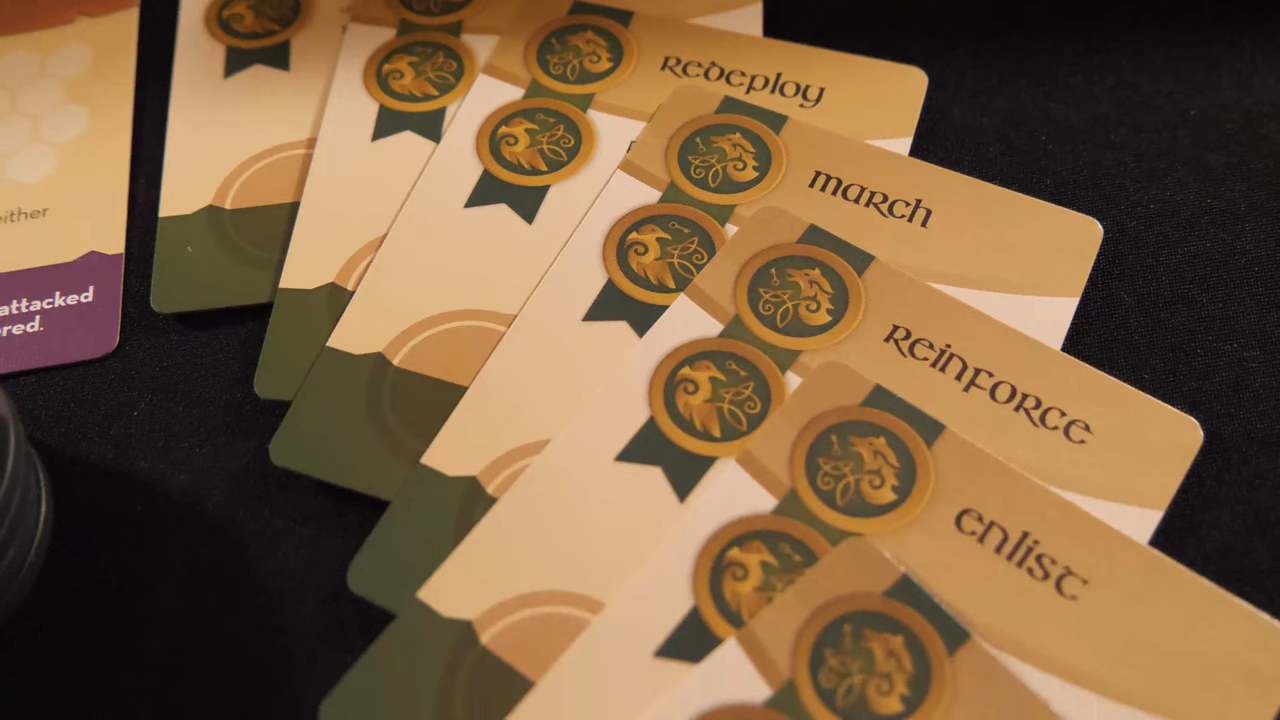 either
attacked
red.
Redeploy
March
Reinforce
Enlist